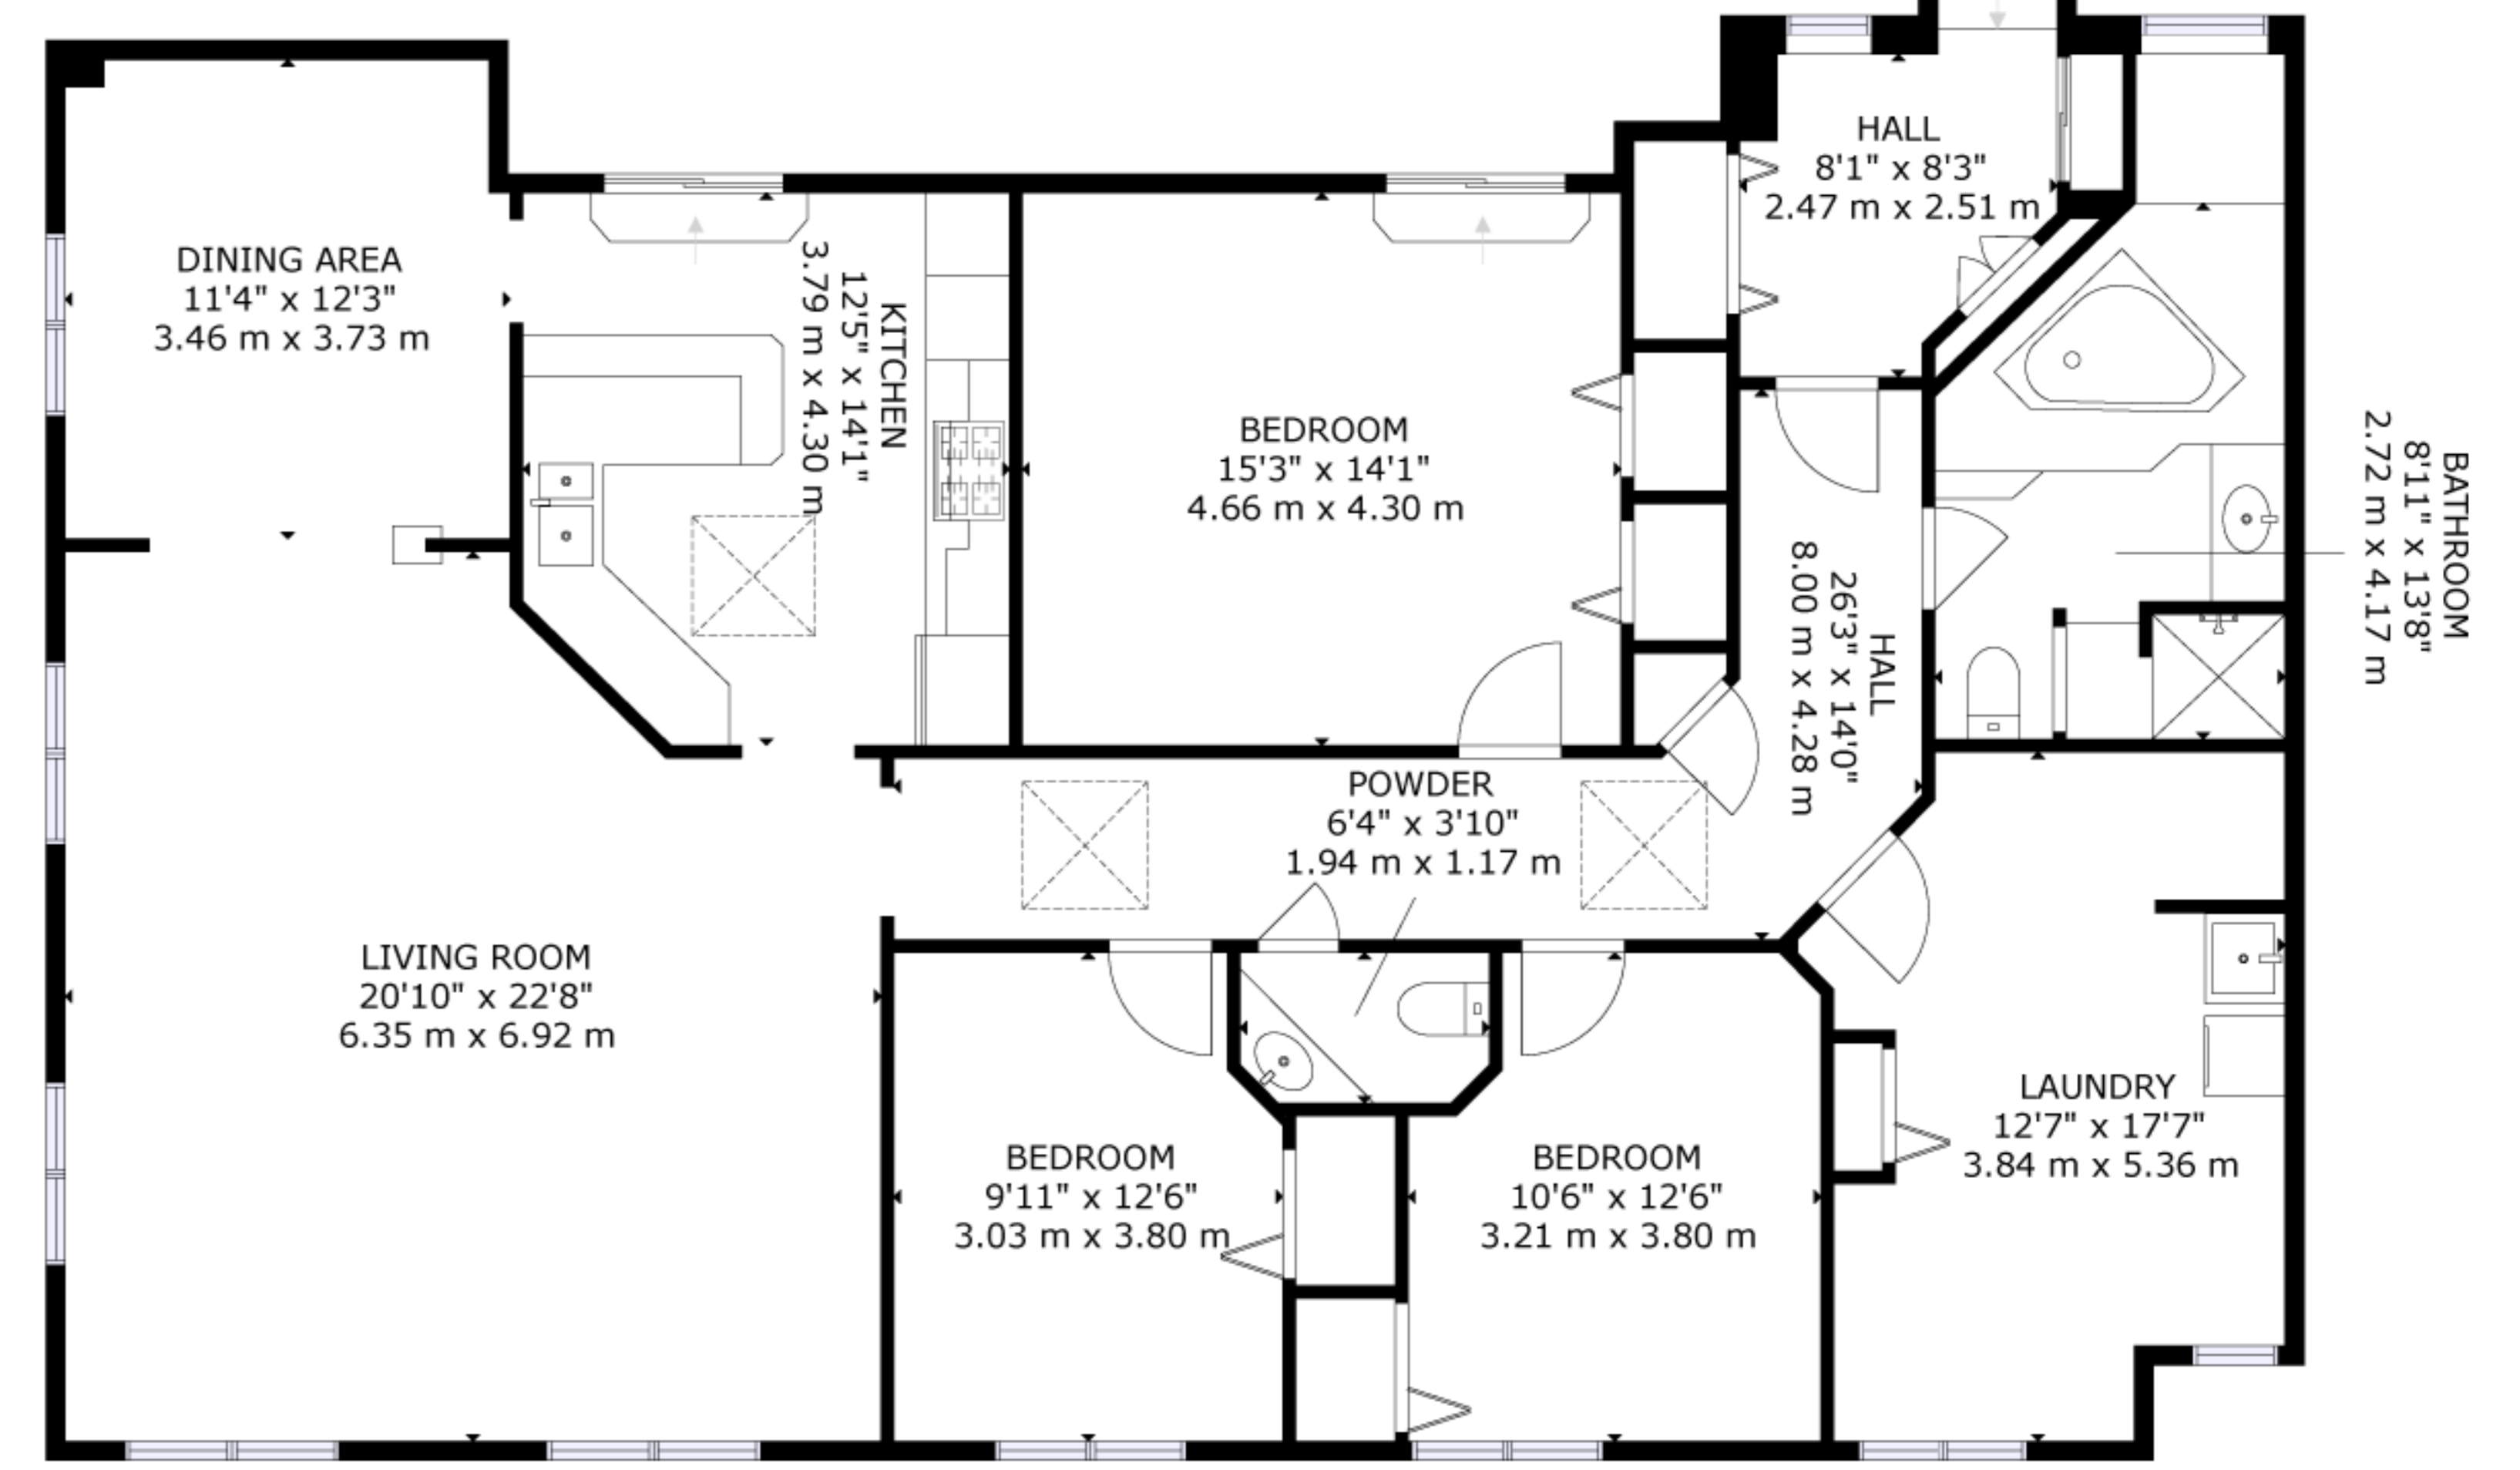 DINING AREA
11'4" x 12'3"
3.46 m x 3.73 m
KITCHEN
12'5" x 14'1"
3.79 m x 4.30 m
BEDROOM
15'3" x 14'1"
4.66 m x 4.30 m
HALL
8'1" x 8'3"
2.47 m x 2.51 m
BATHROOM
8'11" x 13'8"
2.72 m x 4.17 m
HALL
26'3" x 14'0"
8.00 m x 4.28 m
POWDER
6'4" x 3'10"
1.94 m x 1.17 m
LIVING ROOM
20'10" x 22'8"
6.35 m x 6.92 m
BEDROOM
9'11" x 12'6"
3.03 m x 3.80 m
BEDROOM
10'6" x 12'6"
3.21 m x 3.80 m
LAUNDRY
12'7" x 17'7"
3.84 m x 5.36 m